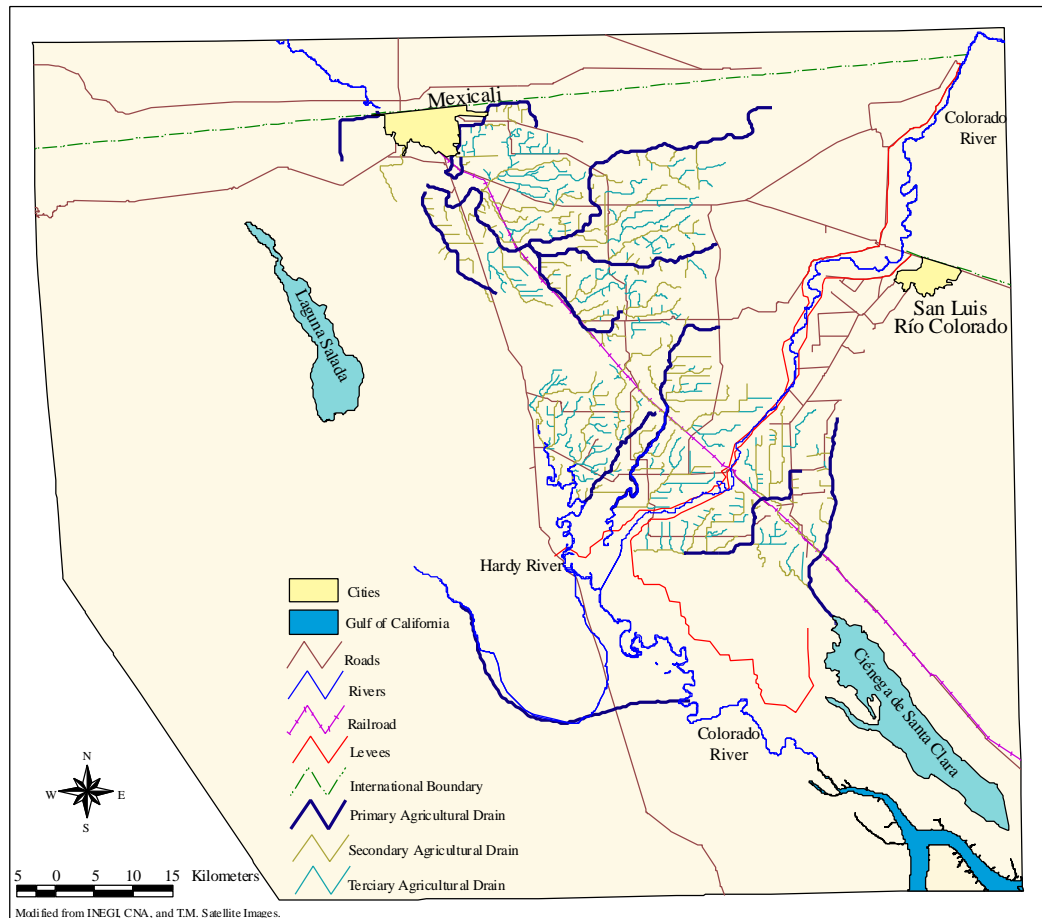 Mexicali
Colorado
River
Laguna Salada
San Luis
Río Colorado
Hardy River
Cities
Gulf of California
Roads
Rivers
Railroad
Levees
International Boundary
Primary Agricultural Drain
Secondary Agricultural Drain
Terciary Agricultural Drain
Colorado
River
Ciénega de Santa Clara
N
W E
S
5 0 5 10 15 Kilometers
Modified from INEGI, CNA, and T.M. Satellite Images.